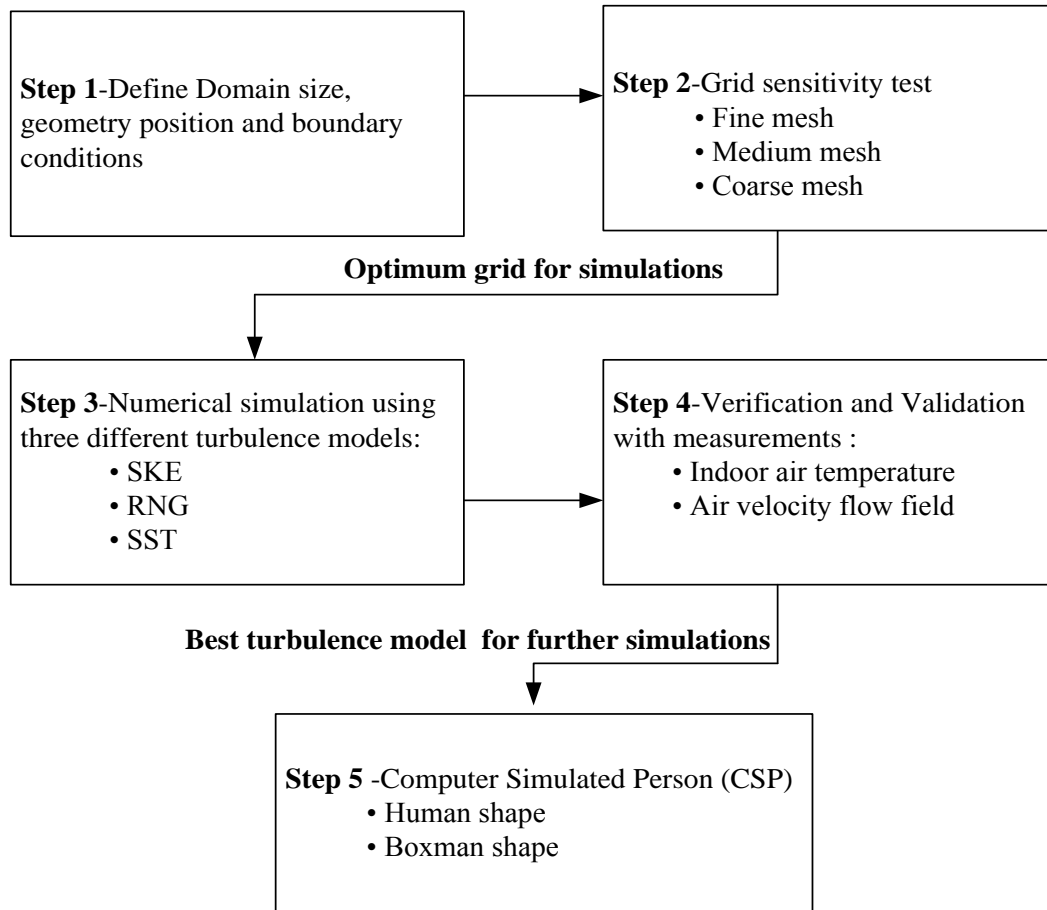 Step 1-Define Domain size,
geometry position and boundary
conditions
Step 2-Grid sensitivity test
• Fine mesh
• Medium mesh
• Coarse mesh
Optimum grid for simulations
Step 3-Numerical simulation using
three different turbulence models:
• SKE
• RNG
• SST
Step 4-Verification and Validation
with measurements :
• Indoor air temperature
• Air velocity flow field
Best turbulence model for further simulations
Step 5 -Computer Simulated Person (CSP)
• Human shape
• Boxman shape